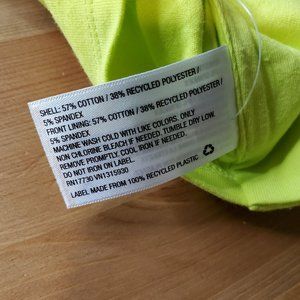 SHELL: 57% COTTON / 38% RECYCLED POLYESTER /
5% SPANDEX
FRONT LINING: 57% COTTON / 38% RECYCLED POLYESTER /
5% SPANDEX
MACHINE WASH COLD WITH LIKE COLORS. ONLY
NON CHLORINE BLEACH IF NEEDED. TUMBLE DRY LOW.
REMOVE PROMPTLY. COOL IRON IF NEEDED.
DO NOT IRON ON LABEL.
RN17730 VN1315930
LABEL MADE FROM 100% RECYCLED PLASTIC